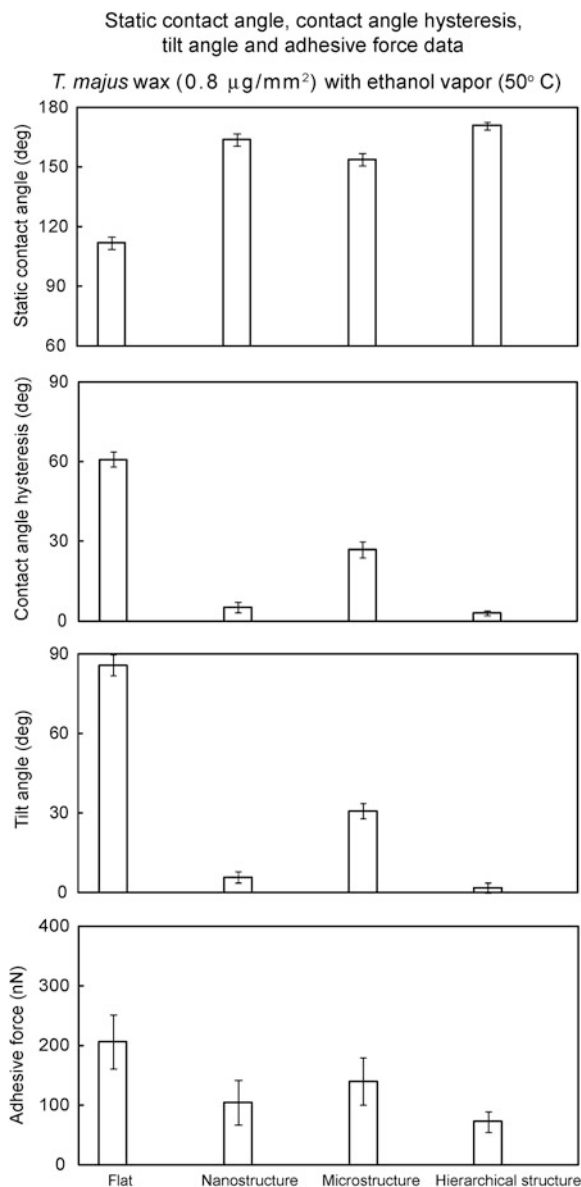 Static contact angle, contact angle hysteresis,
tilt angle and adhesive force data
T. majus wax (0.8 μg/mm²) with ethanol vapor (50° C)
Static contact angle (deg)
180
150
120
90
60
Contact angle hysteresis (deg)
90
60
30
0
Tilt angle (deg)
90
60
30
0
Adhesive force (nN)
400
300
200
100
0
Flat Nanostructure Microstructure Hierarchical structure